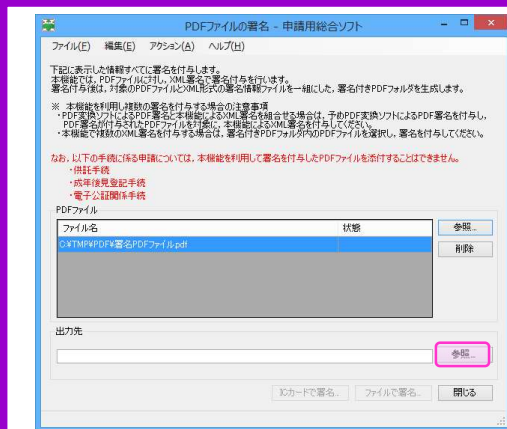 PDFファイルの署名 - 申請用総合ソフト
ファイル(F) 編集(E) アクション(A) ヘルプ(H)
下記に表示した情報すべてに署名を付与します。
本機能では、PDFファイルに対し、XML署名で署名付与を行います。
署名付与後は、対象のPDFファイルとXML形式の署名情報ファイルを一組にした、署名付きPDFフォルダを生成します。
※ 本機能を利用し複数の署名を付与する場合の注意事項
・PDF変換ソフトによるPDF署名と本機能によるXML署名を組合せる場合は、予めPDF変換ソフトによるPDF署名を付与し、
PDF署名が付与されたPDFファイルを対象に、本機能によるXML署名を付与してください。
・本機能で複数のXML署名を付与する場合は、署名付きPDFフォルダ内のPDFファイルを選択し、署名を付与してください。
なお、以下の手続に係る申請については、本機能を利用して署名を付与したPDFファイルを添付することはできません。
・供託手続
・成年後見登記手続
・電子公証関係手続
PDFファイル
ファイル名 状態 参照...
C:¥TMP¥PDF¥署名PDFファイル.pdf
削除
出力先
参照...
ICカードで署名... ファイルで署名... 閉じる